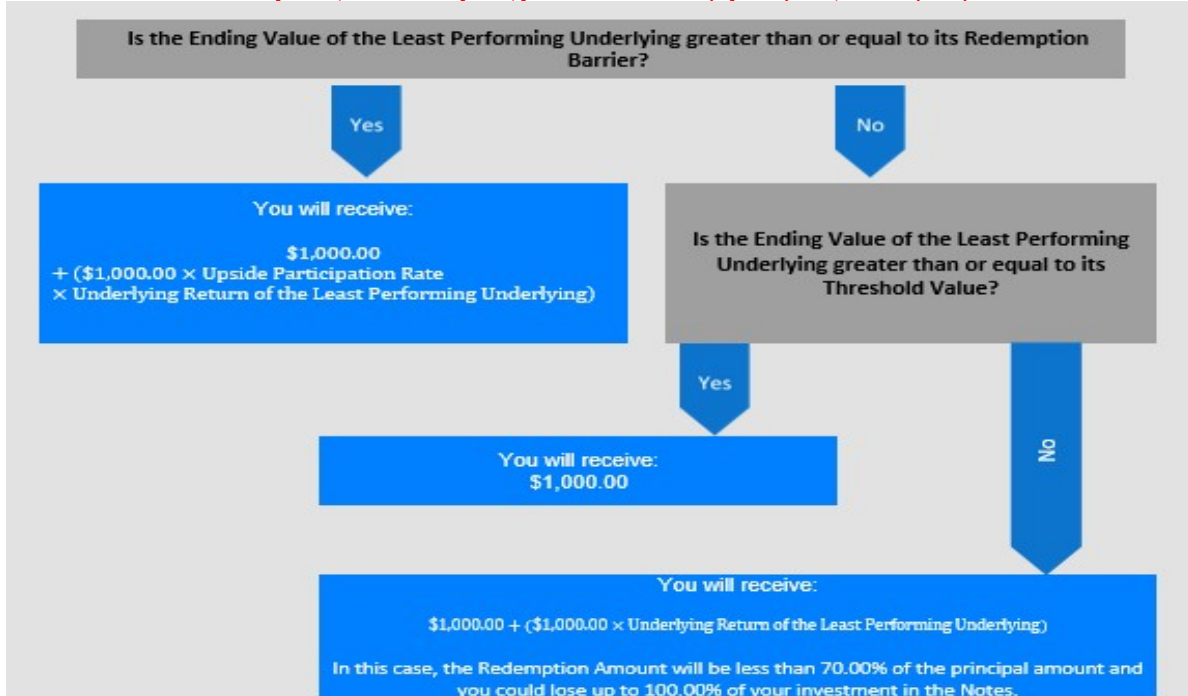 Is the Ending Value of the Least Performing Underlying greater than or equal to its Redemption
Barrier?
Yes
No
You will receive:
$1,000.00
+ ($1,000.00 × Upside Participation Rate
× Underlying Return of the Least Performing Underlying)
Is the Ending Value of the Least Performing
Underlying greater than or equal to its
Threshold Value?
Yes
No
You will receive:
$1,000.00
You will receive:
$1,000.00 + ($1,000.00 × Underlying Return of the Least Performing Underlying)
In this case, the Redemption Amount will be less than 70.00% of the principal amount and
you could lose up to 100.00% of your investment in the Notes.